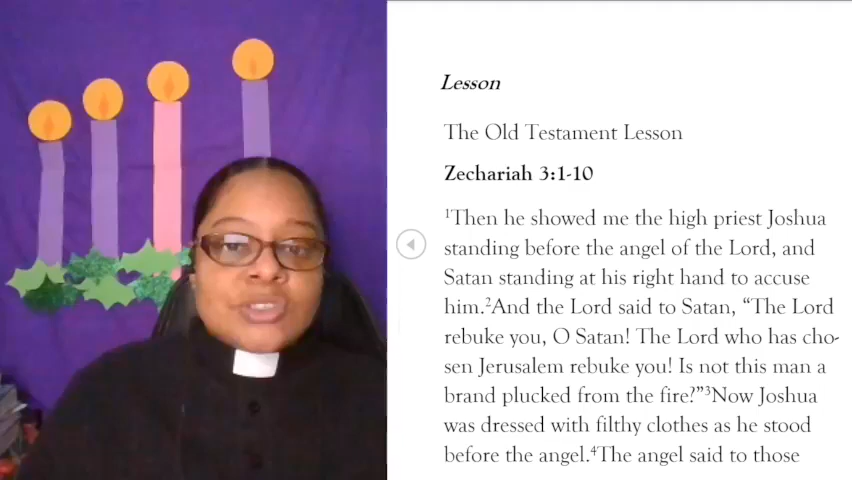 Lesson
The Old Testament Lesson
Zechariah 3:1-10
¹Then he showed me the high priest Joshua
standing before the angel of the Lord, and
Satan standing at his right hand to accuse
him.²And the Lord said to Satan, “The Lord
rebuke you, O Satan! The Lord who has cho-
sen Jerusalem rebuke you! Is not this man a
brand plucked from the fire?”³Now Joshua
was dressed with filthy clothes as he stood
before the angel.⁴The angel said to those